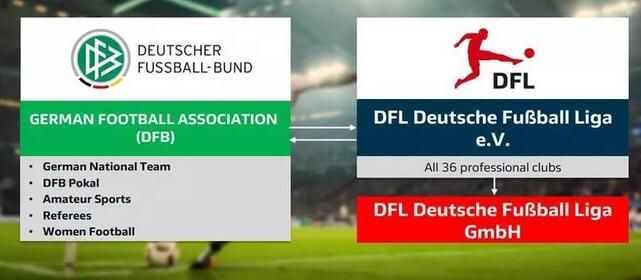 DFB
DEUTSCHER
FUSSBALL-BUND
GERMAN FOOTBALL ASSOCIATION
(DFB)
• German National Team
• DFB Pokal
• Amateur Sports
• Referees
• Women Football
DFL
DFL Deutsche Fußball Liga
e.V.
All 36 professional clubs
DFL Deutsche Fußball Liga
GmbH